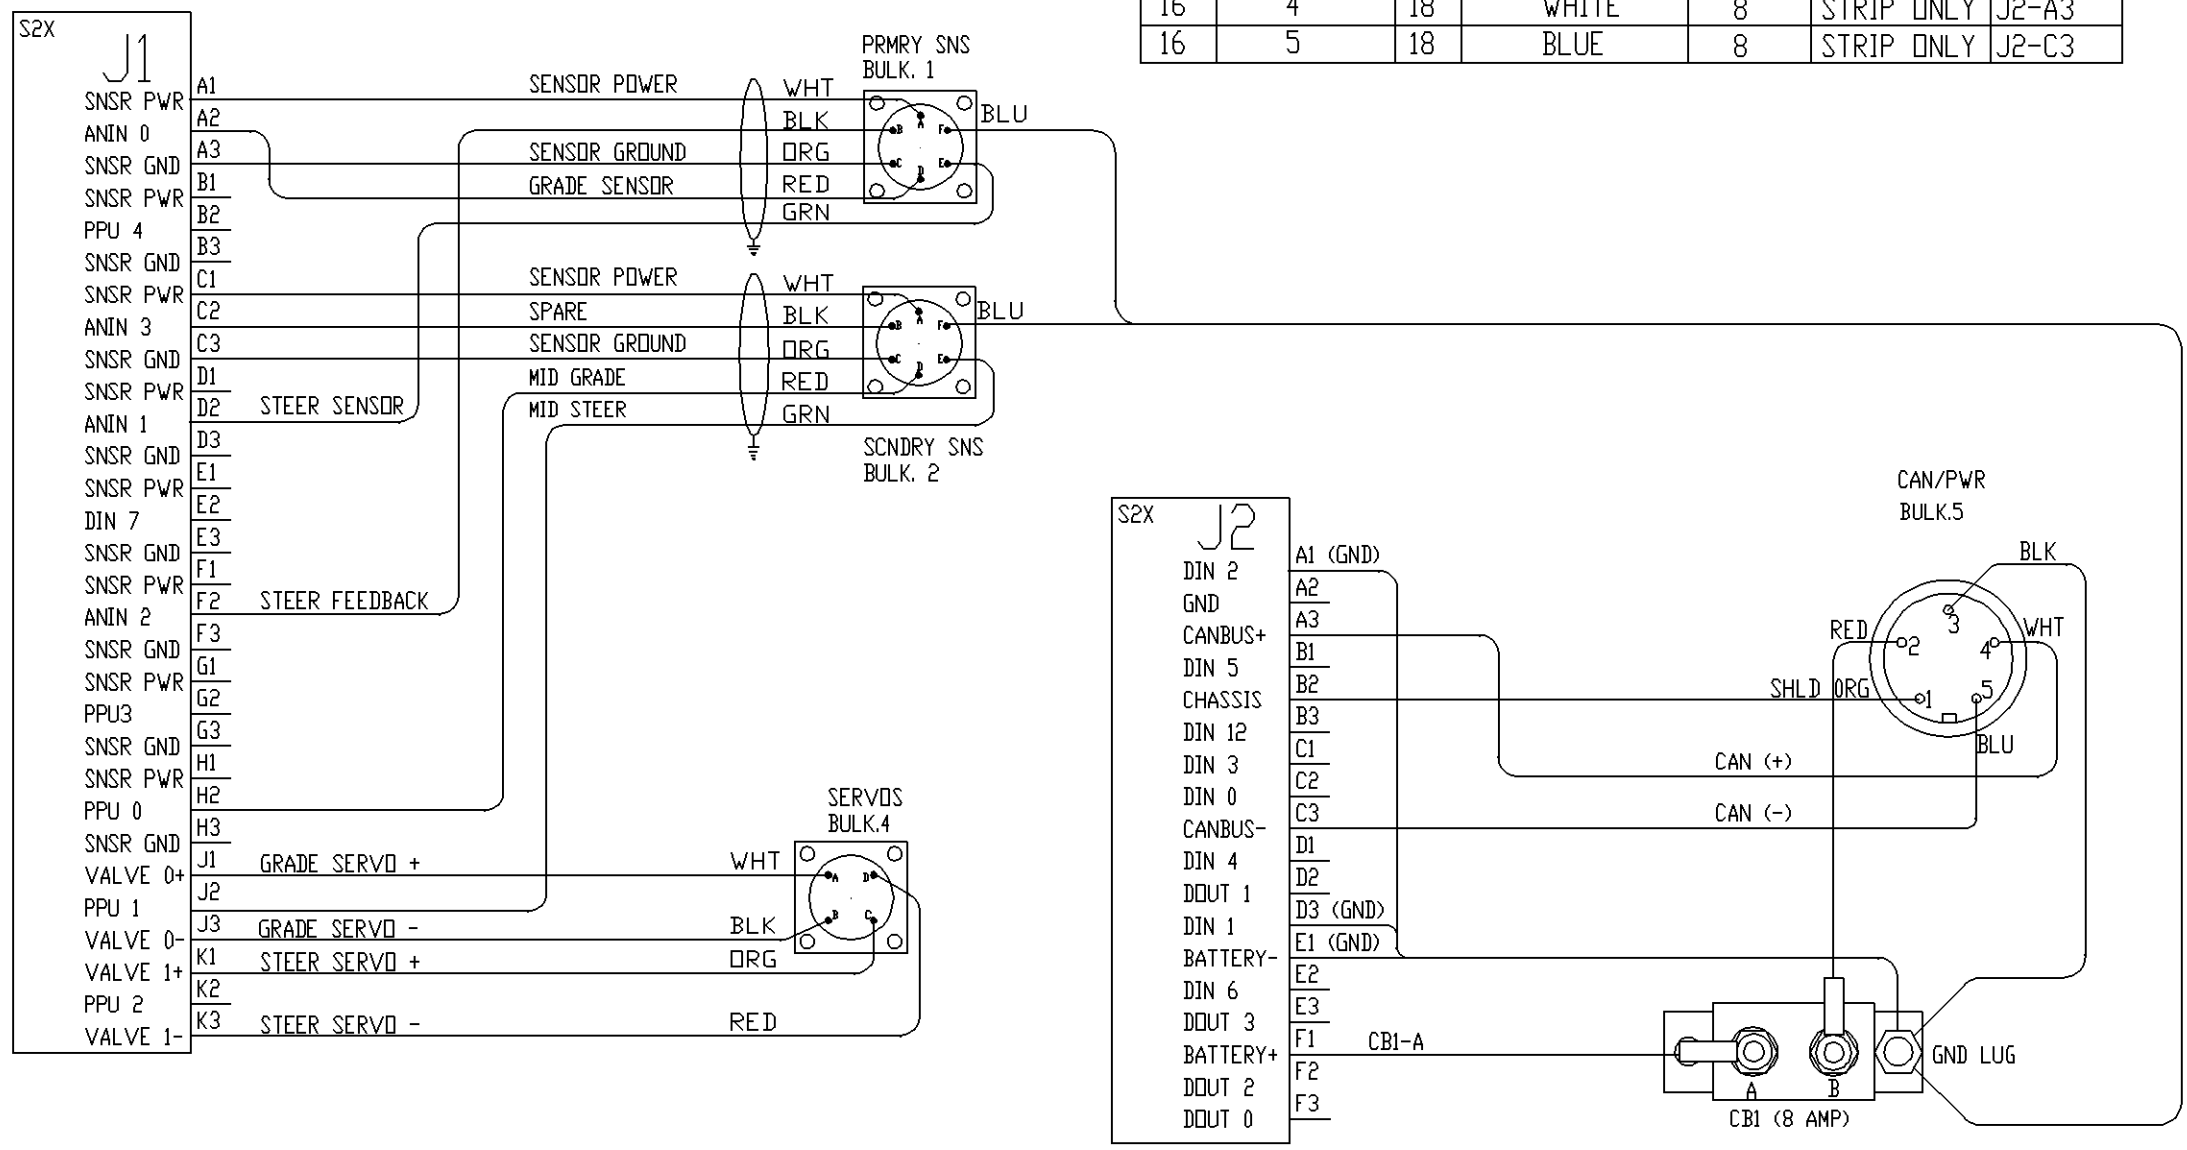 16 4 18 WHITE 8 STRIP ONLY J2-A3
16 5 18 BLUE 8 STRIP ONLY J2-C3
S2X
J1
SNSR PWR A1
ANIN 0 A2
SNSR GND A3
SNSR PWR B1
PPU 4 B2
SNSR GND B3
SNSR PWR C1
ANIN 3 C2
SNSR GND C3
SNSR PWR D1
ANIN 1 D2
SNSR GND D3
SNSR PWR E1
DIN 7 E2
SNSR GND E3
SNSR PWR F1
ANIN 2 F2
SNSR GND F3
SNSR PWR G1
PPU3 G2
SNSR GND G3
SNSR PWR H1
PPU 0 H2
SNSR GND H3
VALVE 0+ J1
PPU 1 J2
VALVE 0- J3
VALVE 1+ K1
PPU 2 K2
VALVE 1- K3
STEER SENSOR
STEER FEEDBACK
GRADE SERVO +
GRADE SERVO -
STEER SERVO +
STEER SERVO -
PRMRY SNS
BULK. 1
SENSOR POWER WHT
BLK
SENSOR GROUND ORG
GRADE SENSOR RED
GRN
A
B
C
D
E
F
BLU
SENSOR POWER WHT
SPARE BLK
SENSOR GROUND ORG
MID GRADE RED
MID STEER GRN
A
B
C
D
E
F
BLU
SCNDRY SNS
BULK. 2
SERVOS
BULK.4
WHT
BLK
ORG
RED
A
D
B
C
S2X
J2
DIN 2 A1 (GND)
GND A2
CANBUS+ A3
DIN 5 B1
CHASSIS B2
DIN 12 B3
DIN 3 C1
DIN 0 C2
CANBUS- C3
DIN 4 D1
DOUT 1 D2
DIN 1 D3 (GND)
BATTERY- E1 (GND)
DIN 6 E2
DOUT 3 E3
BATTERY+ F1
DOUT 2 F2
DOUT 0 F3
CAN/PWR
BULK.5
BLK
RED
WHT
SHLD ORG
BLU
3
2
4
1
5
CAN (+)
CAN (-)
CB1-A
A
B
GND LUG
CB1 (8 AMP)